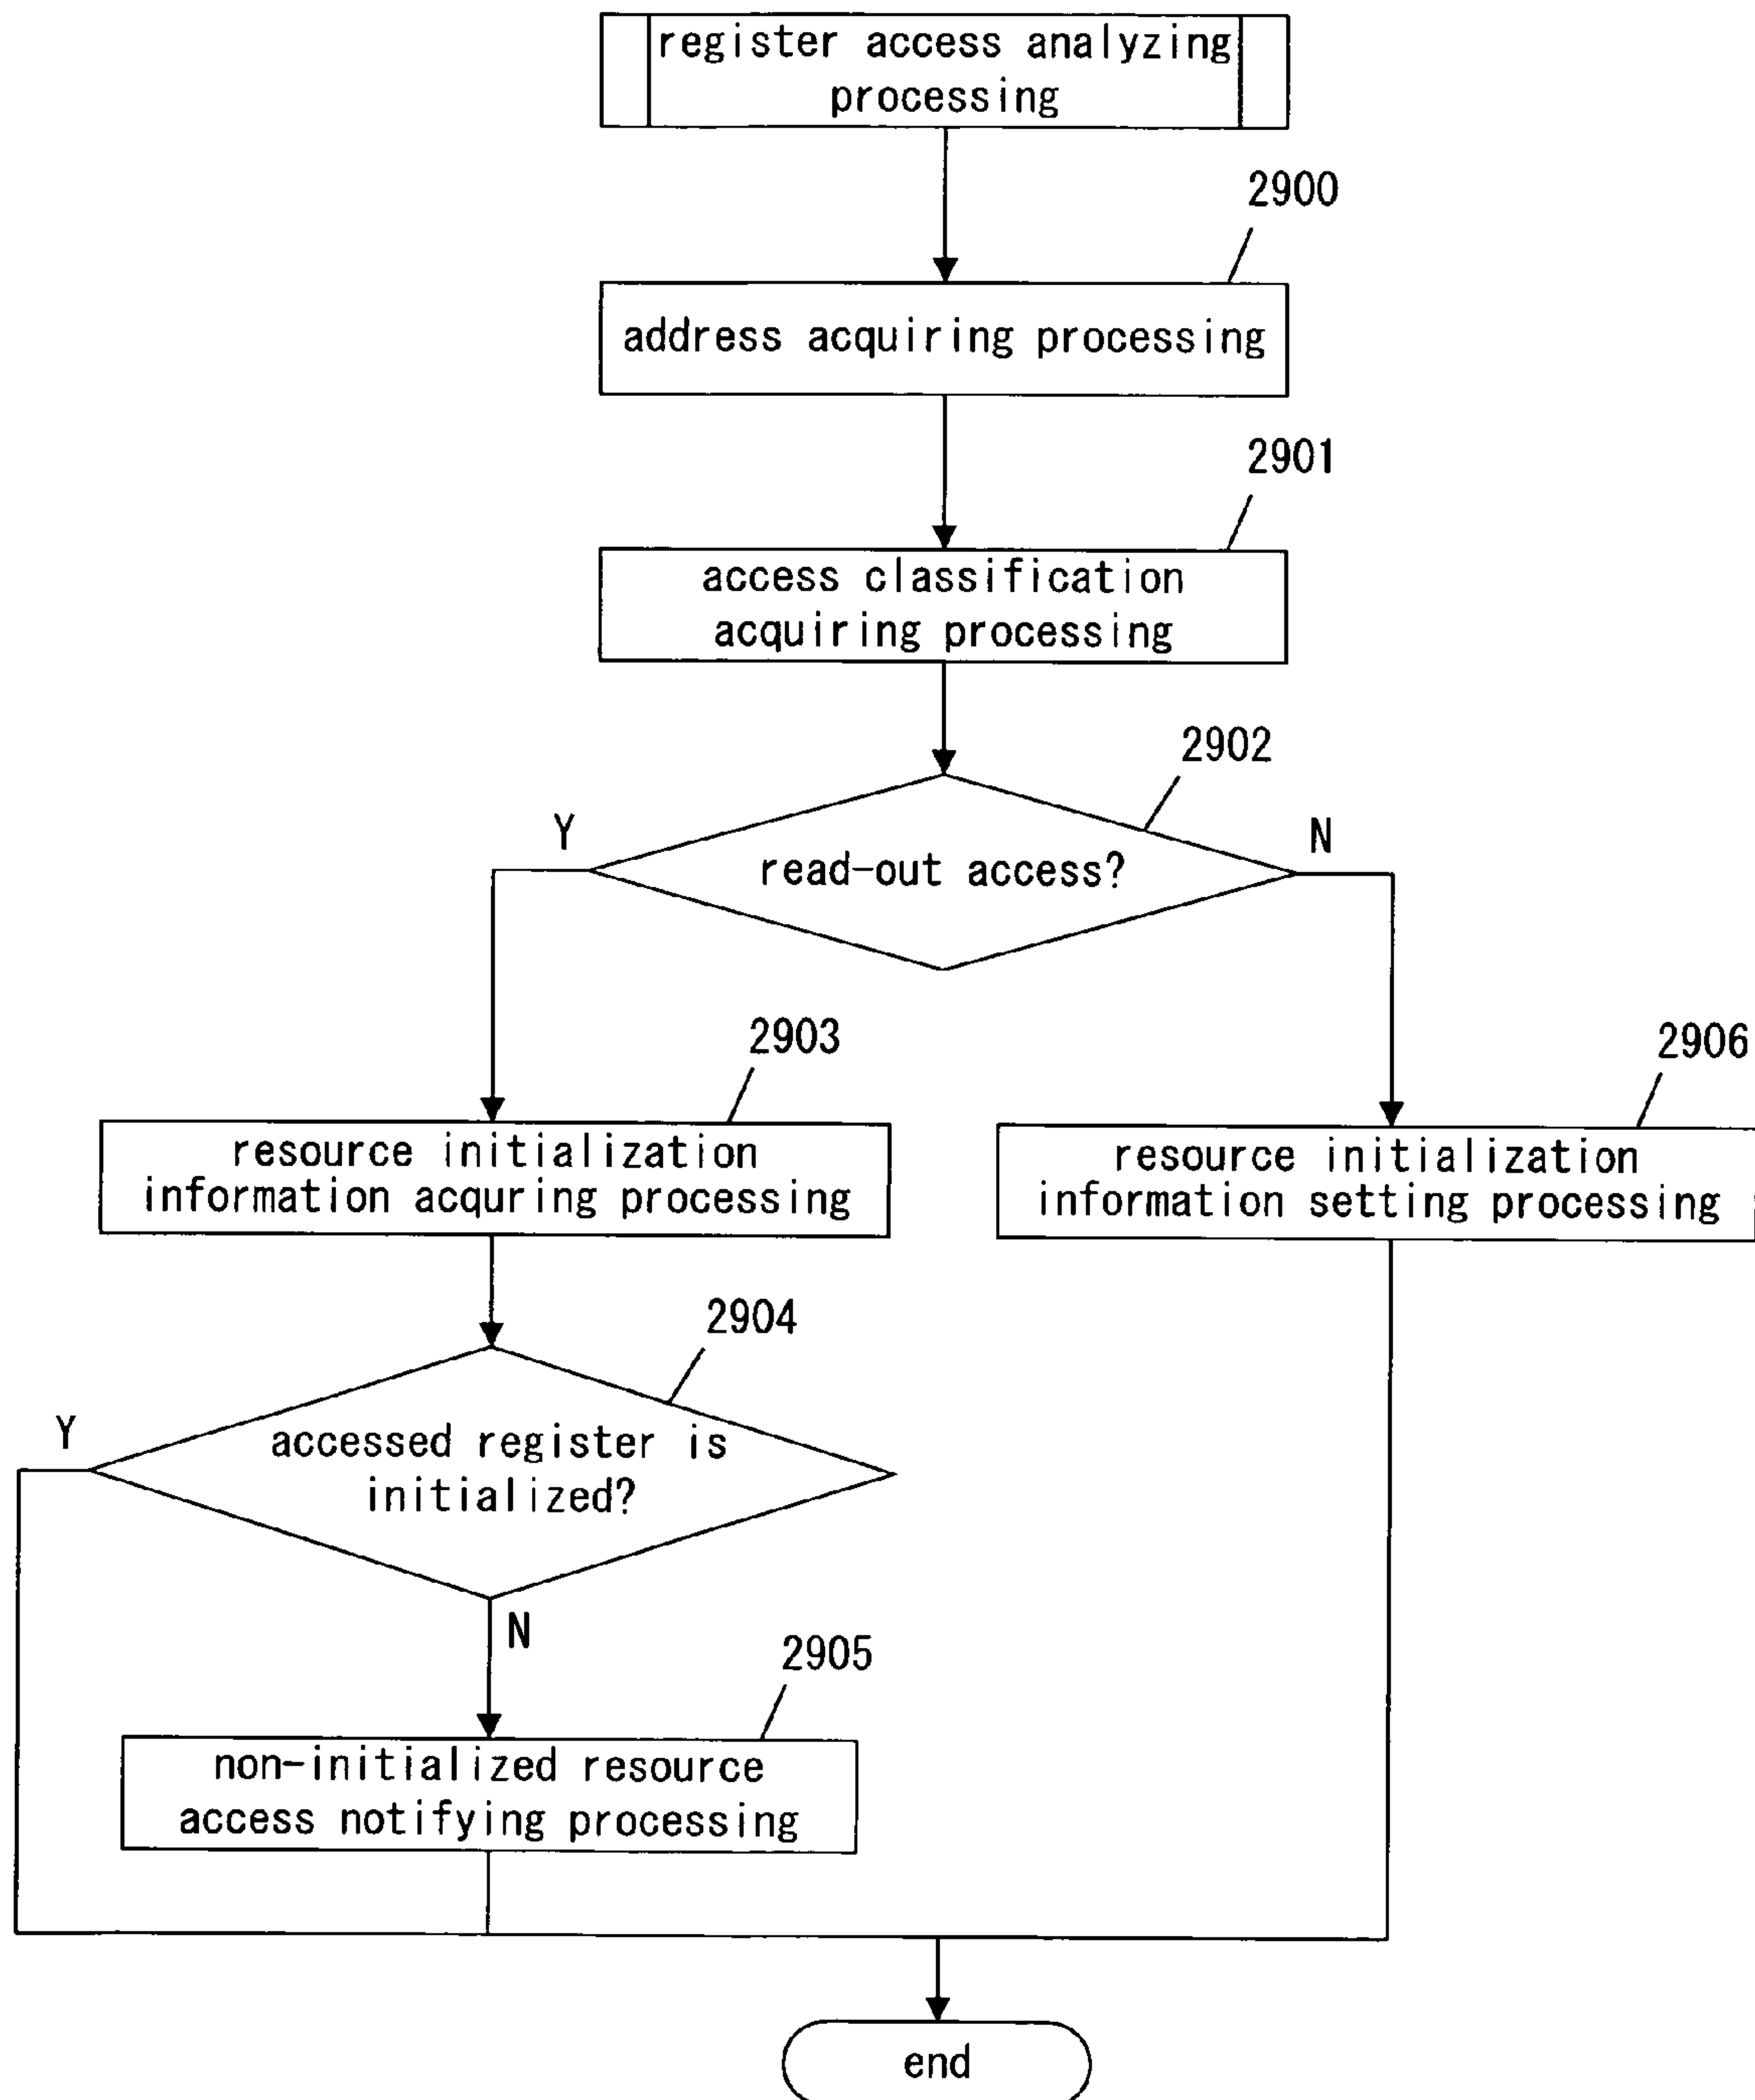 register access analyzing
processing
2900
address acquiring processing
2901
access classification
acquiring processing
2902
Y
N
read-out access?
2903
2906
resource initialization
information acquring processing
resource initialization
information setting processing
2904
Y
accessed register is
initialized?
N
2905
non-initialized resource
access notifying processing
end